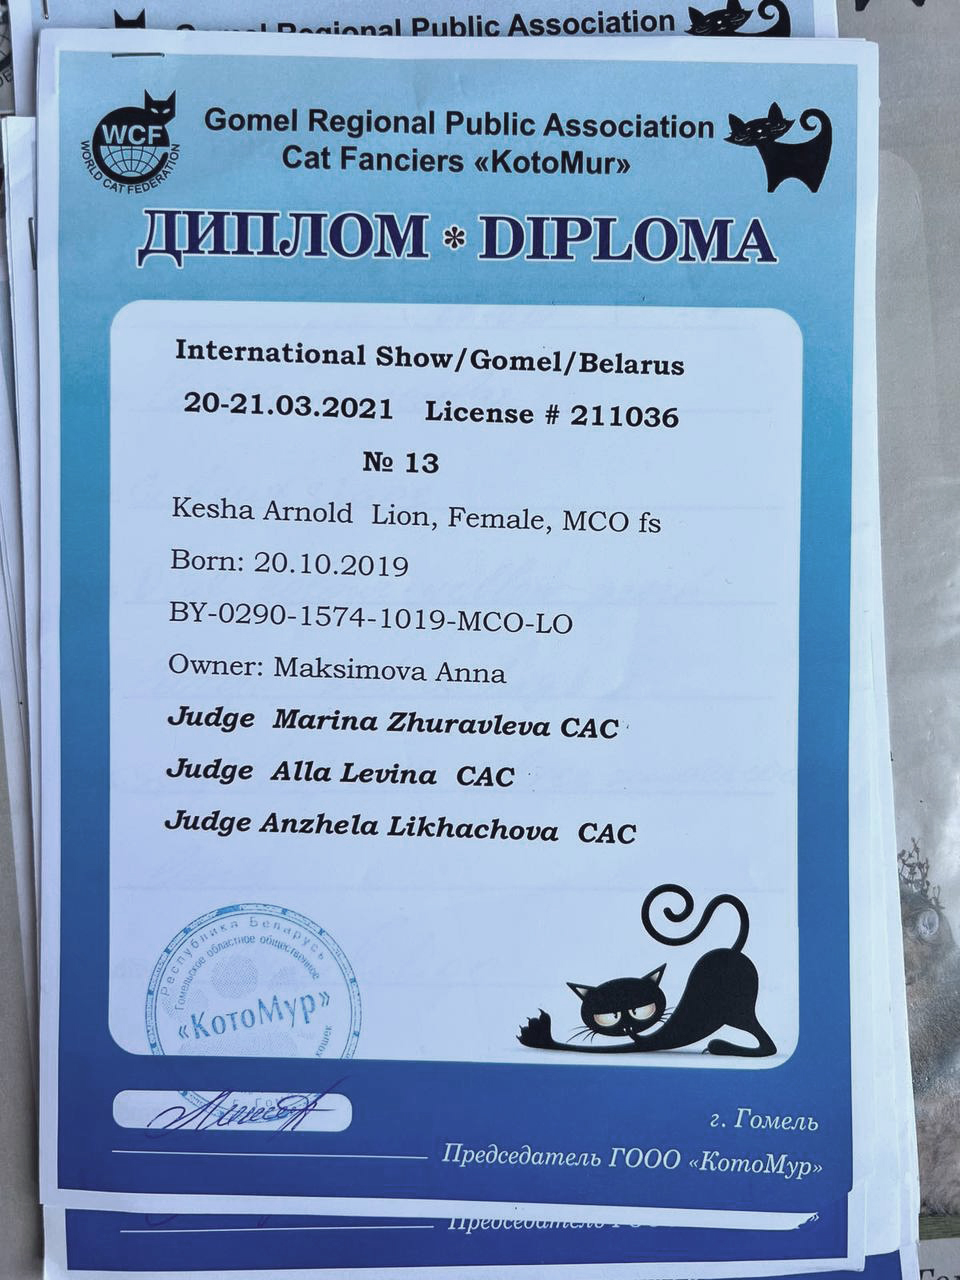 Gomel Regional Public Association
WCF
WORLD CAT FEDERATION
Gomel Regional Public Association
Cat Fanciers «KotoMur»
ДИПЛОМ * DIPLOMA
International Show/Gomel/Belarus
20-21.03.2021 License # 211036
№ 13
Kesha Arnold Lion, Female, MCO fs
Born: 20.10.2019
BY-0290-1574-1019-MCO-LO
Owner: Maksimova Anna
Judge Marina Zhuravleva CAC
Judge Alla Levina CAC
Judge Anzhela Likhachova CAC
Республика Беларусь
Гомельское областное общественное
«КотоМур»
кошек
г. Гомель
Председатель ГООО «КотоМур»
Председатель